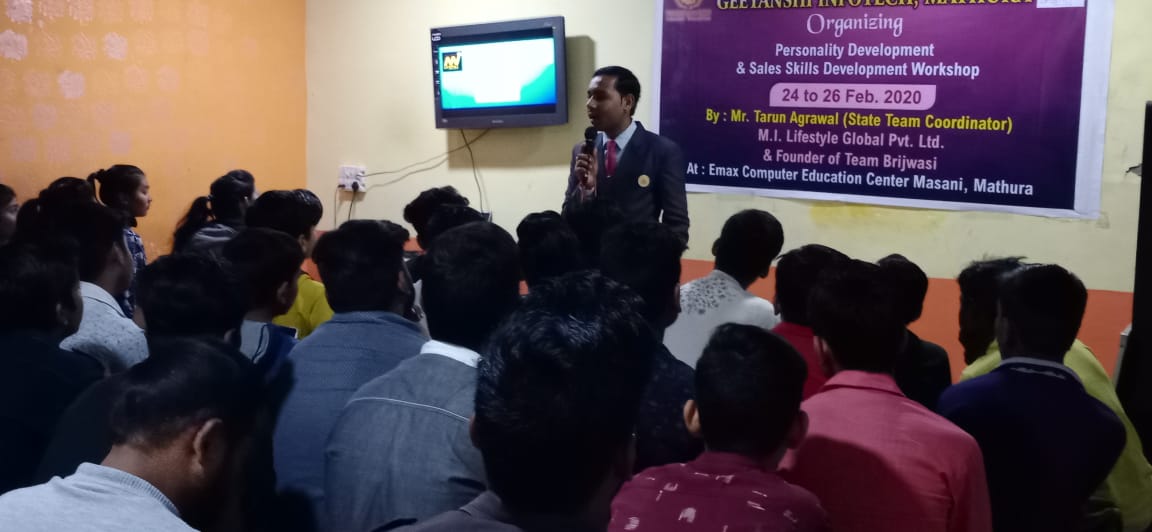 GEETANSHI INFOTECH, MATHURA
Organizing
Personality Development
& Sales Skills Development Workshop
24 to 26 Feb. 2020
By : Mr. Tarun Agrawal (State Team Coordinator)
M.I. Lifestyle Global Pvt. Ltd.
& Founder of Team Brijwasi
At : Emax Computer Education Center Masani, Mathura